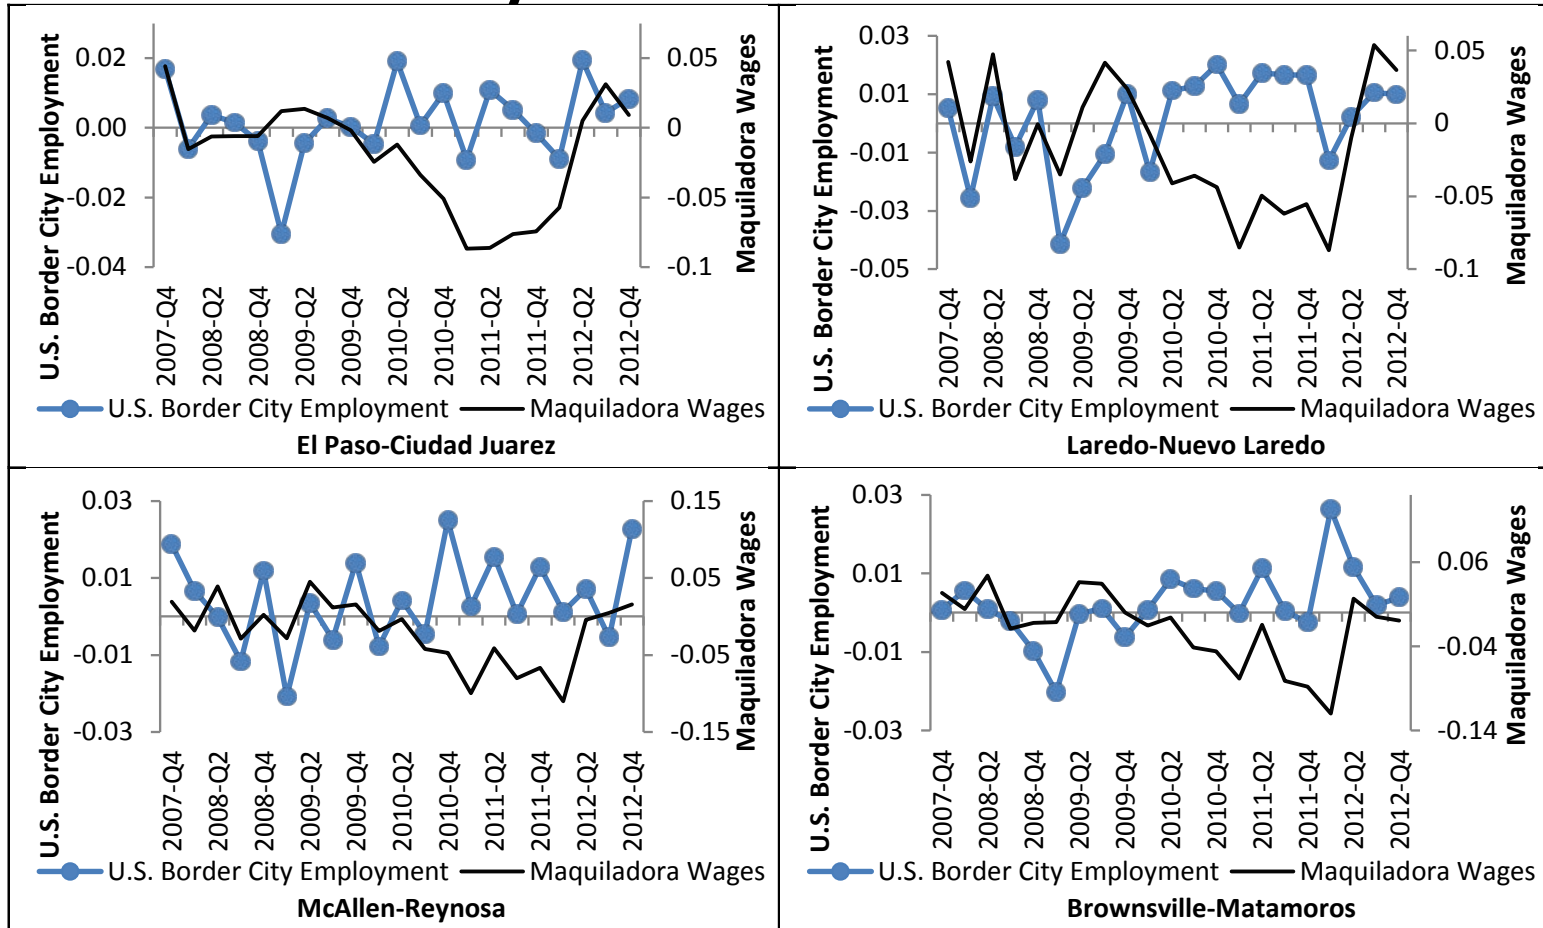 U.S. Border City Employment
0.02
0.00
-0.02
-0.04
0.05
0
-0.05
-0.1
Maquiladora Wages
2007-Q4
2008-Q2
2008-Q4
2009-Q2
2009-Q4
2010-Q2
2010-Q4
2011-Q2
2011-Q4
2012-Q2
2012-Q4
U.S. Border City Employment
Maquiladora Wages
El Paso-Ciudad Juarez
U.S. Border City Employment
0.03
0.01
-0.01
-0.03
-0.05
0.05
0
-0.05
-0.1
Maquiladora Wages
2007-Q4
2008-Q2
2008-Q4
2009-Q2
2009-Q4
2010-Q2
2010-Q4
2011-Q2
2011-Q4
2012-Q2
2012-Q4
U.S. Border City Employment
Maquiladora Wages
Laredo-Nuevo Laredo
U.S. Border City Employment
0.03
0.01
-0.01
-0.03
0.15
0.05
-0.05
-0.15
Maquiladora Wages
2007-Q4
2008-Q2
2008-Q4
2009-Q2
2009-Q4
2010-Q2
2010-Q4
2011-Q2
2011-Q4
2012-Q2
2012-Q4
U.S. Border City Employment
Maquiladora Wages
McAllen-Reynosa
U.S. Border City Employment
0.03
0.01
-0.01
-0.03
0.06
-0.04
-0.14
Maquiladora Wages
2007-Q4
2008-Q2
2008-Q4
2009-Q2
2009-Q4
2010-Q2
2010-Q4
2011-Q2
2011-Q4
2012-Q2
2012-Q4
U.S. Border City Employment
Maquiladora Wages
Brownsville-Matamoros